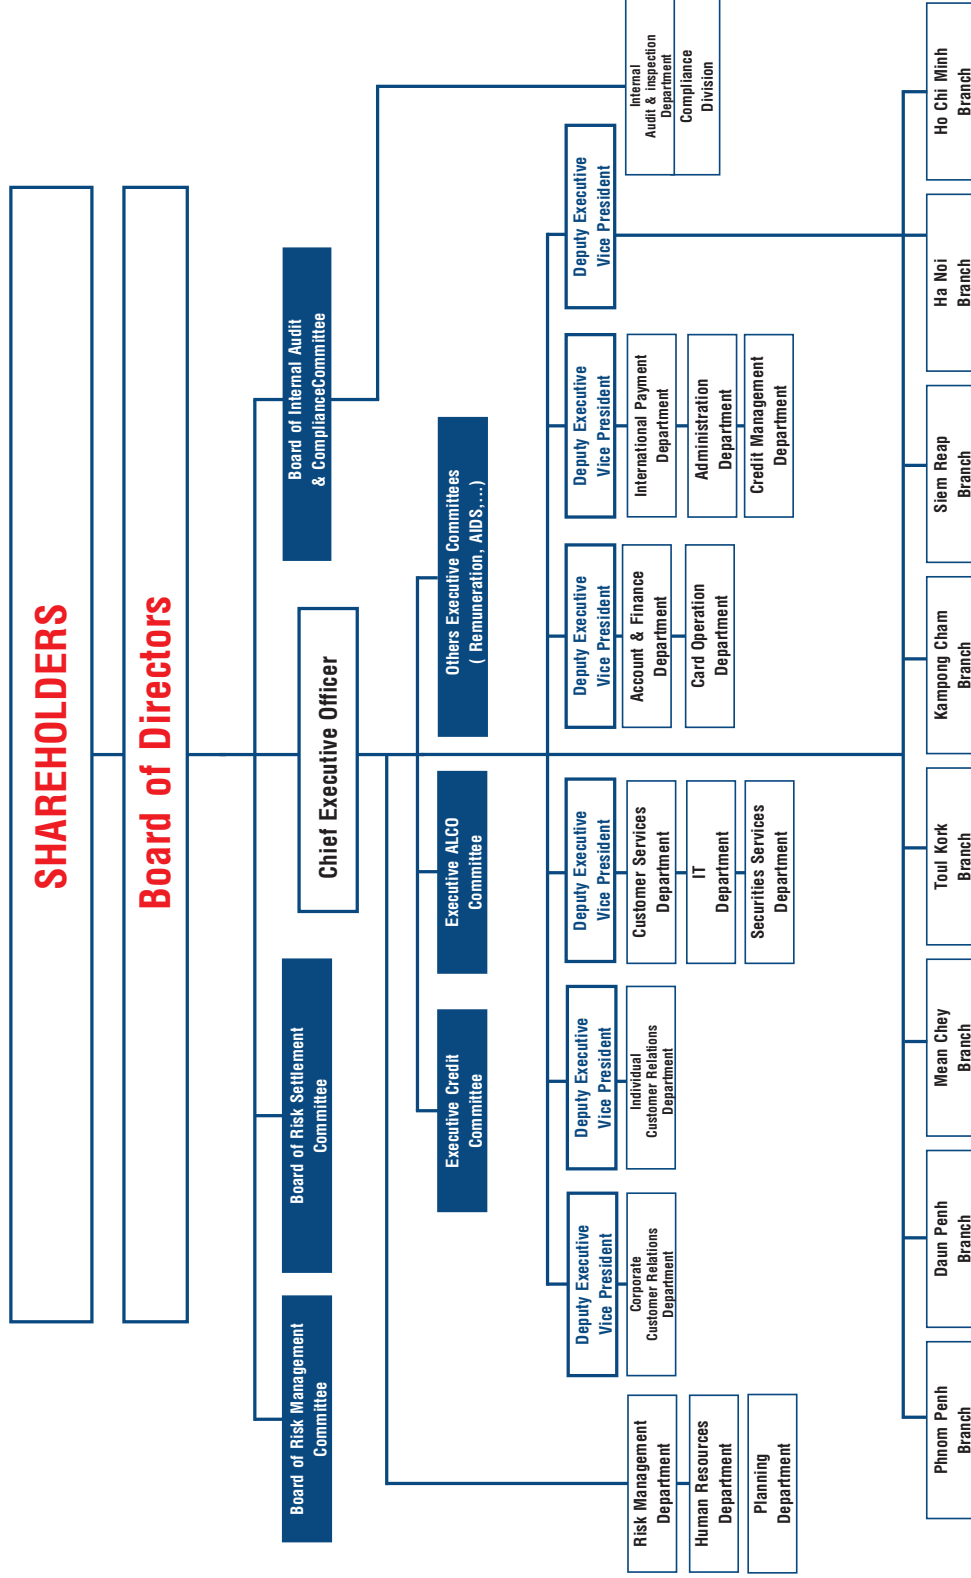 SHAREHOLDERS
Board of Directors
Board of Risk Management
Committee
Board of Risk Settlement
Committee
Board of Internal Audit
& ComplianceCommittee
Chief Executive Officer
Executive Credit
Committee
Executive ALCO
Committee
Others Executive Committees
( Remuneration, AIDS,...)
Deputy Executive
Vice President
Deputy Executive
Vice President
Deputy Executive
Vice President
Deputy Executive
Vice President
Deputy Executive
Vice President
Deputy Executive
Vice President
Risk Management
Department
Human Resources
Department
Planning
Department
Corporate
Customer Relations
Department
Individual
Customer Relations
Department
Customer Services
Department
IT
Department
Securities Services
Department
Account & Finance
Department
Card Operation
Department
International Payment
Department
Administration
Department
Credit Management
Department
Internal
Audit & inspection
Department
Compliance
Division
Phnom Penh
Branch
Daun Penh
Branch
Mean Chey
Branch
Toul Kork
Branch
Kampong Cham
Branch
Siem Reap
Branch
Ha Noi
Branch
Ho Chi Minh
Branch